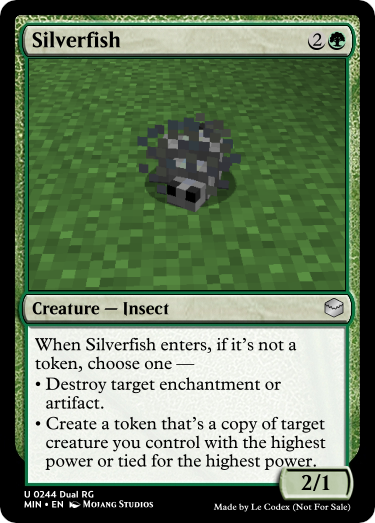 Silverfish 2
Creature — Insect
When Silverfish enters, if it's not a
token, choose one —
• Destroy target enchantment or
artifact.
• Create a token that's a copy of target
creature you control with the highest
power or tied for the highest power.
2/1
U 0244 Dual RG
MIN • EN Mojang Studios
Made by Le Codex (Not For Sale)